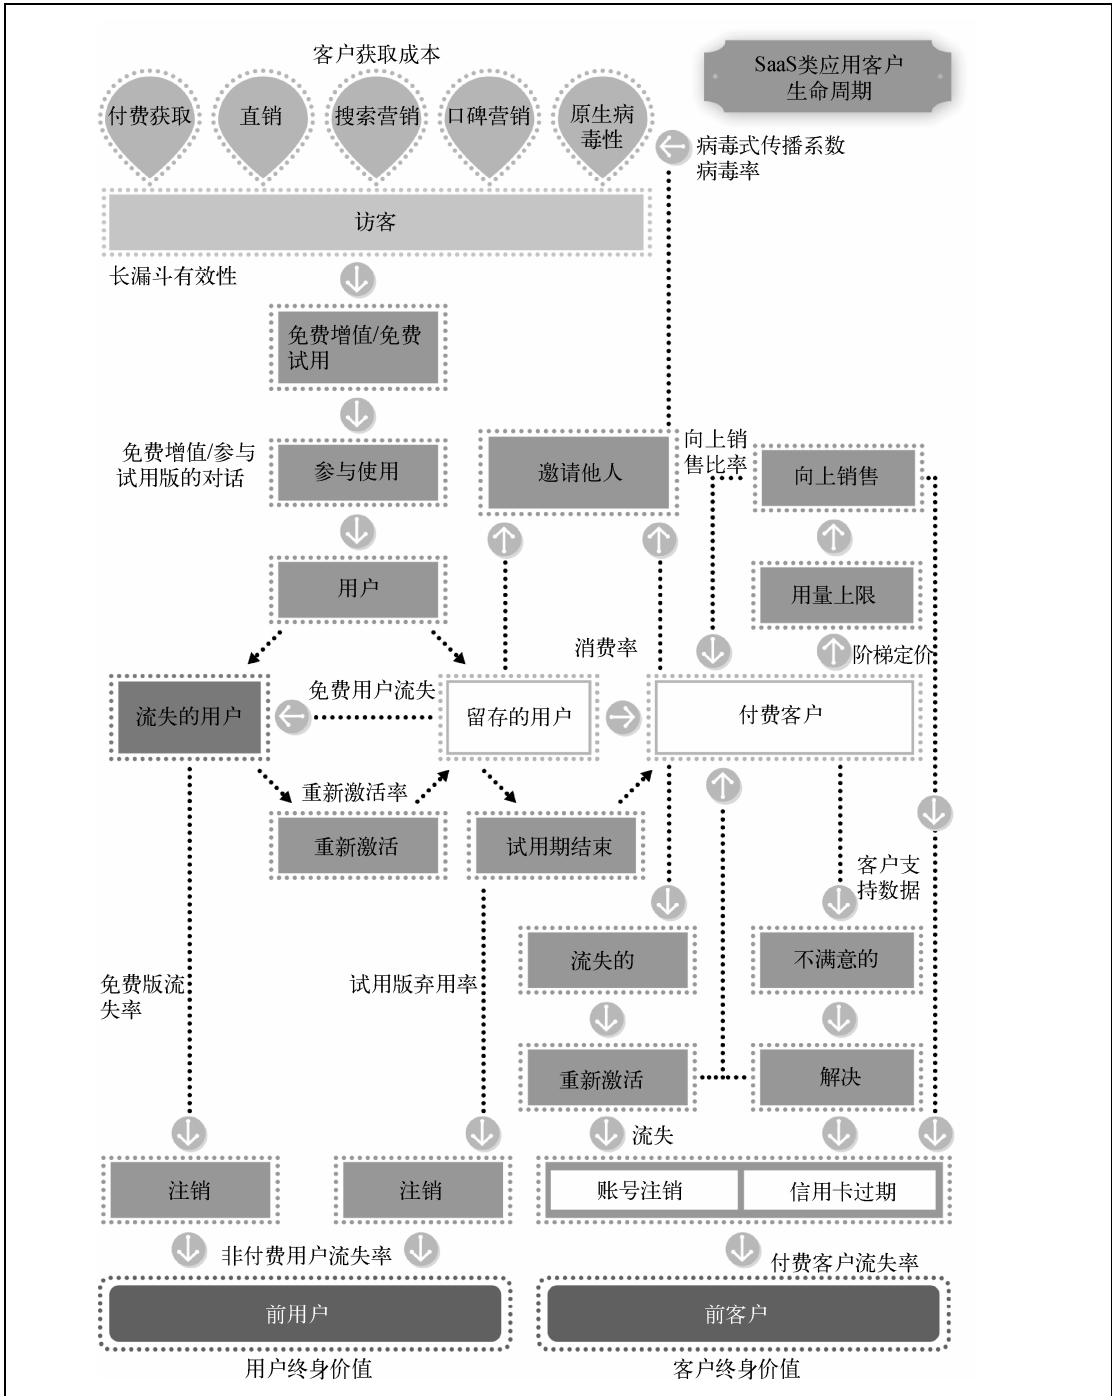 客户获取成本
SaaS类应用客户
生命周期
付费获取
直销
搜索营销
口碑营销
原生病
毒性
病毒式传播系数
病毒率
访客
长漏斗有效性
免费增值/免费
试用
免费增值/参与
试用版的对话
参与使用
邀请他人
向上销
售比率
向上销售
用户
用量上限
消费率
阶梯定价
流失的用户
免费用户流失
留存的用户
付费客户
重新激活率
重新激活
试用期结束
客户支
持数据
流失的
不满意的
免费版流
失率
试用版弃用率
重新激活
解决
流失
注销
注销
账号注销
信用卡过期
非付费用户流失率
付费客户流失率
前用户
前客户
用户终身价值
客户终身价值